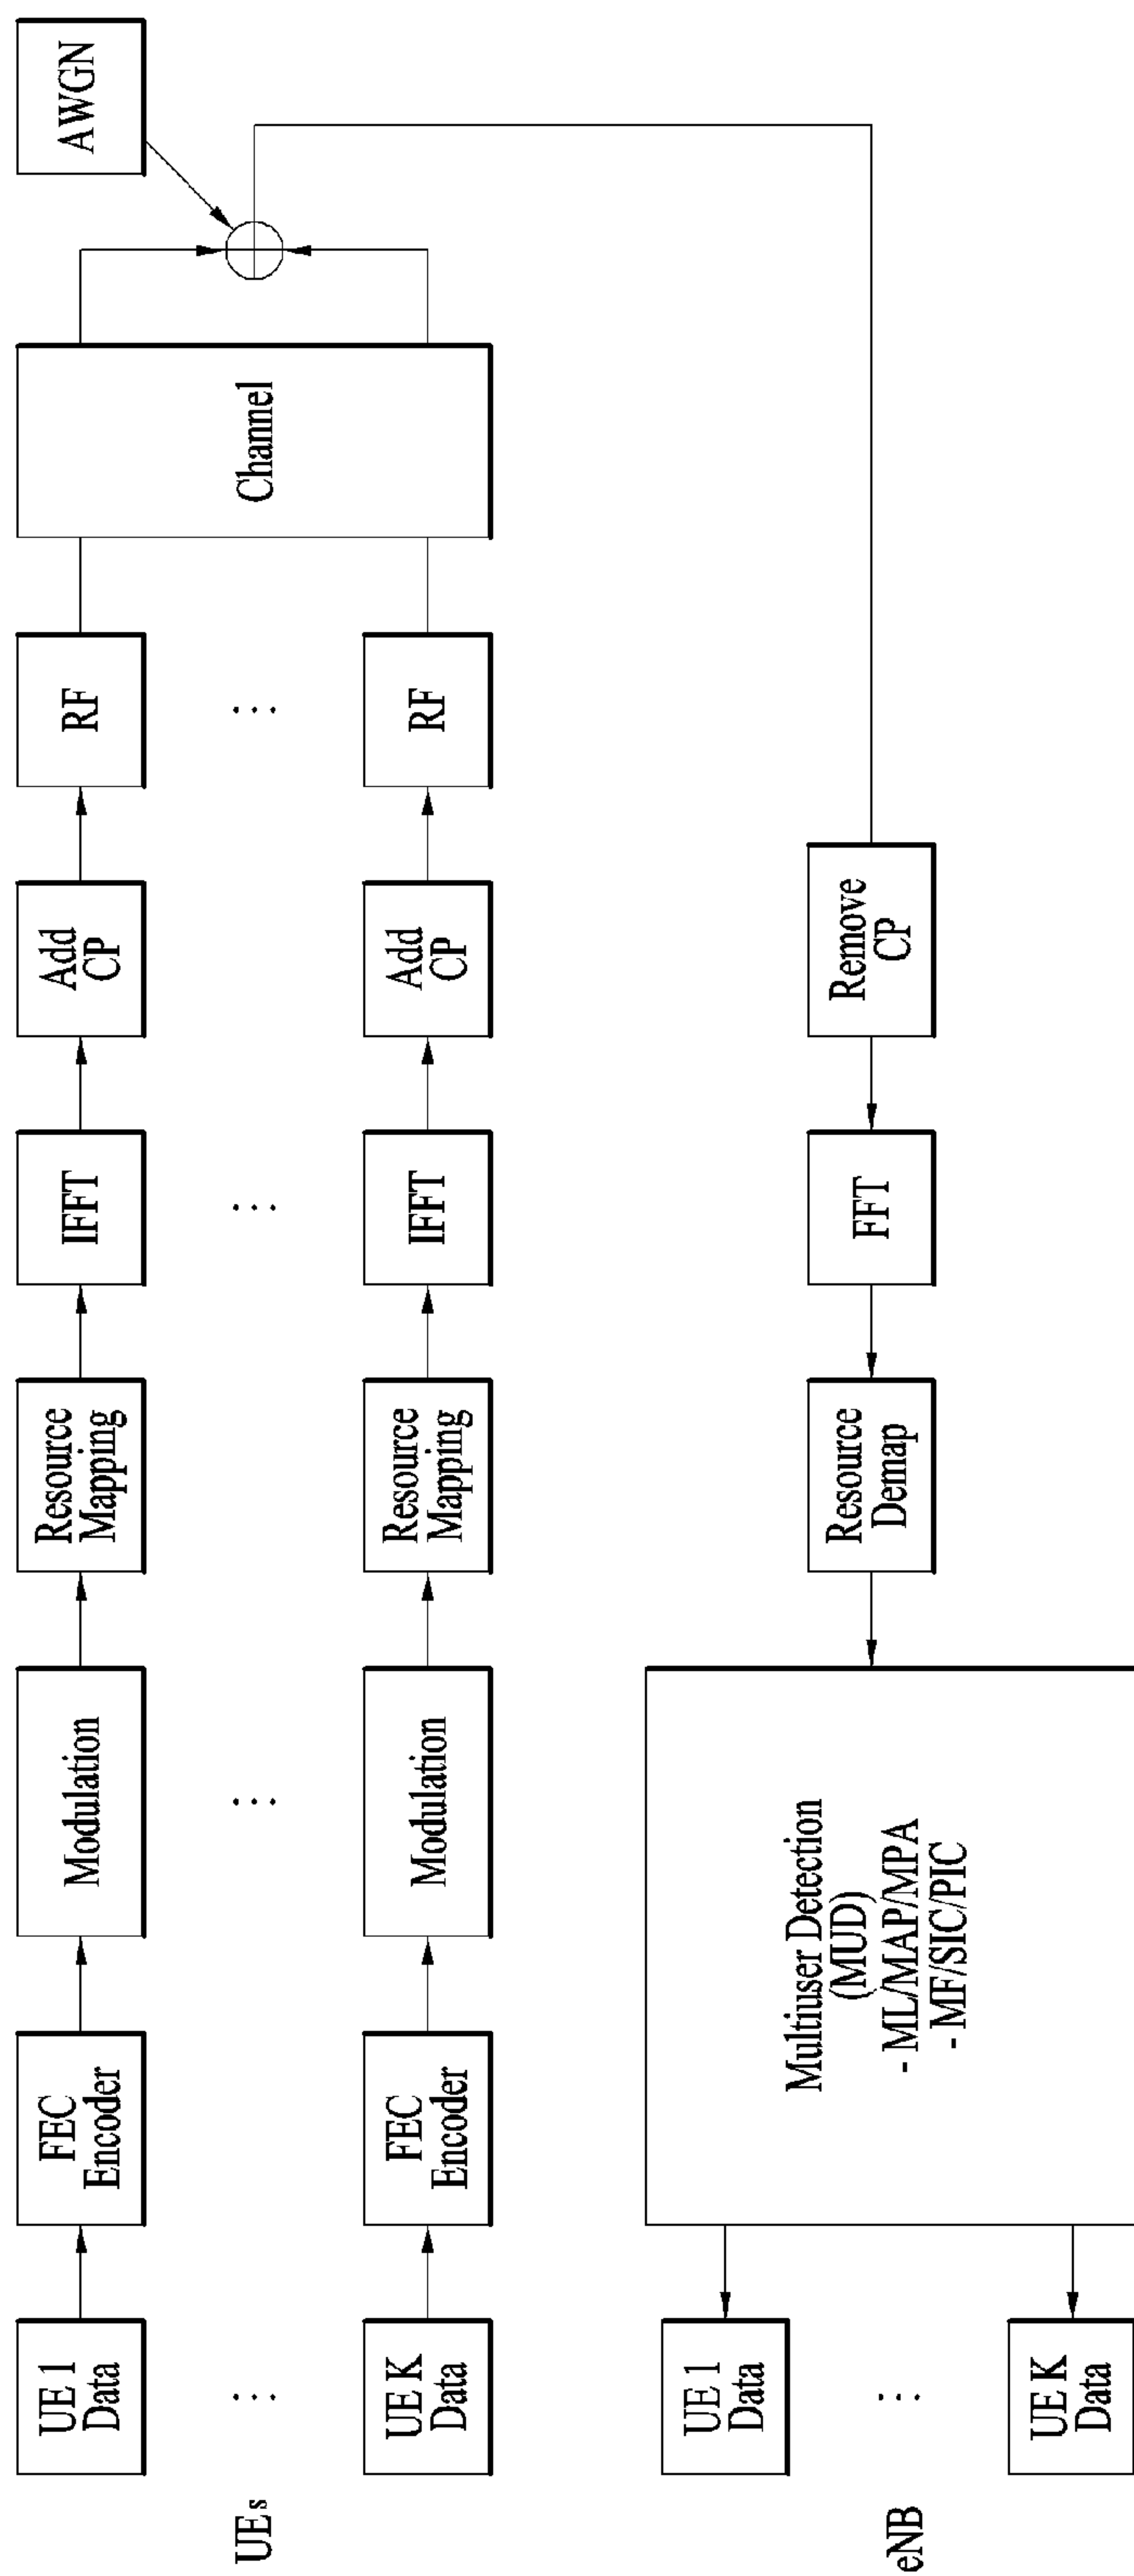 UEs
UE 1
Data
FEC
Encoder
Modulation
Resource
Mapping
IFFT
Add
CP
RF
Channel
AWGN
...
...
...
...
UE K
Data
FEC
Encoder
Modulation
Resource
Mapping
IFFT
Add
CP
RF
eNB
UE 1
Data
...
UE K
Data
Multiuser Detection
(MUD)
- ML/MAP/MPA
- MF/SIC/PIC
Resource
Demap
FFT
Remove
CP